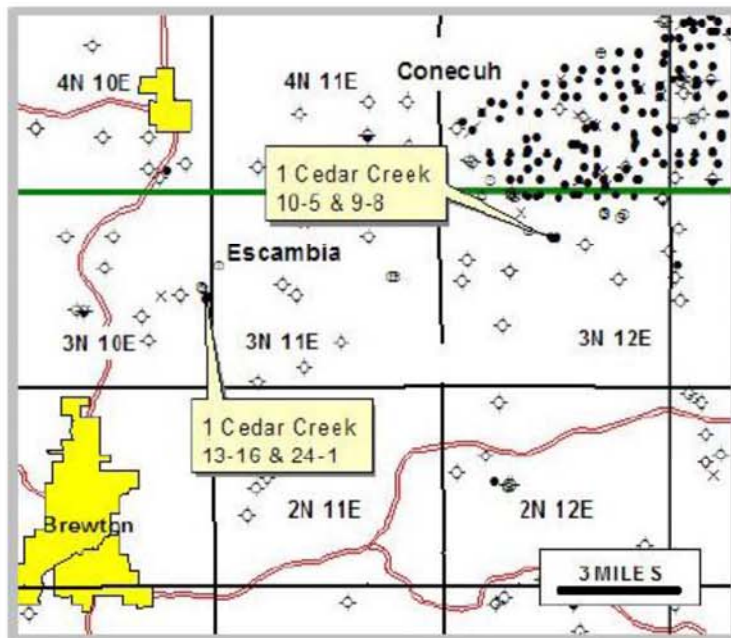 4N 10E
4N 11E
Conecuh
1 Cedar Creek
10-5 & 9-8
Escambia
3N 10E
3N 11E
3N 12E
1 Cedar Creek
13-16 & 24-1
Brewton
2N 11E
2N 12E
3 MILES